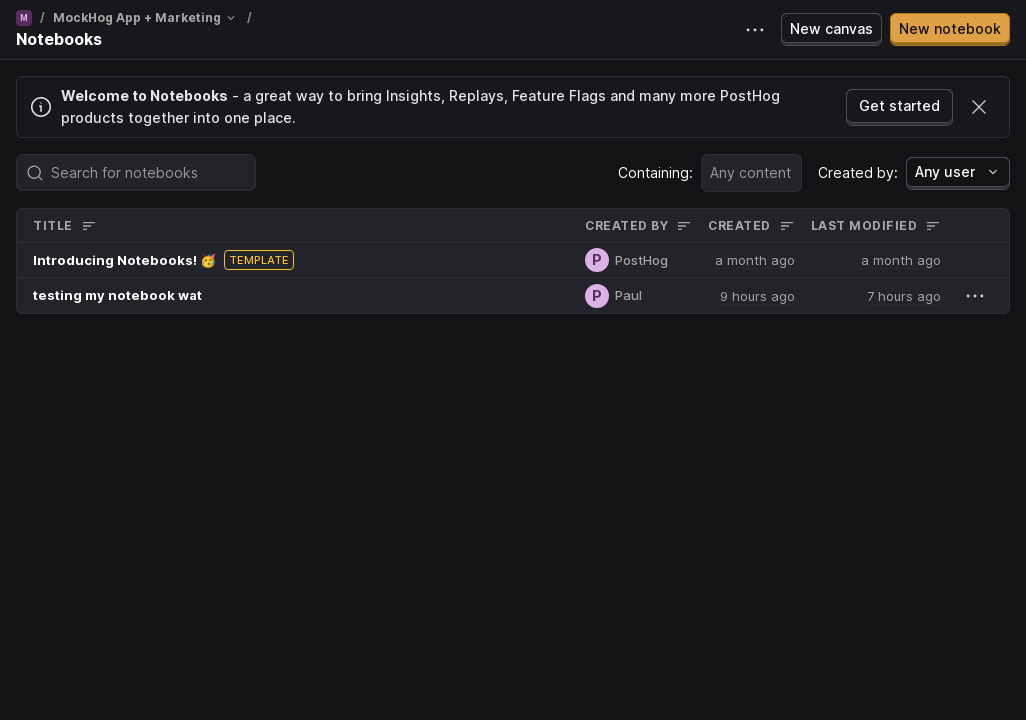 M / MockHog App + Marketing /
Notebooks
New canvas
New notebook
Welcome to Notebooks - a great way to bring Insights, Replays, Feature Flags and many more PostHog
products together into one place.
Get started
Search for notebooks
Containing: Any content
Created by: Any user
TITLE CREATED BY CREATED LAST MODIFIED
Introducing Notebooks! 🥳 TEMPLATE P PostHog a month ago a month ago
testing my notebook wat P Paul 9 hours ago 7 hours ago